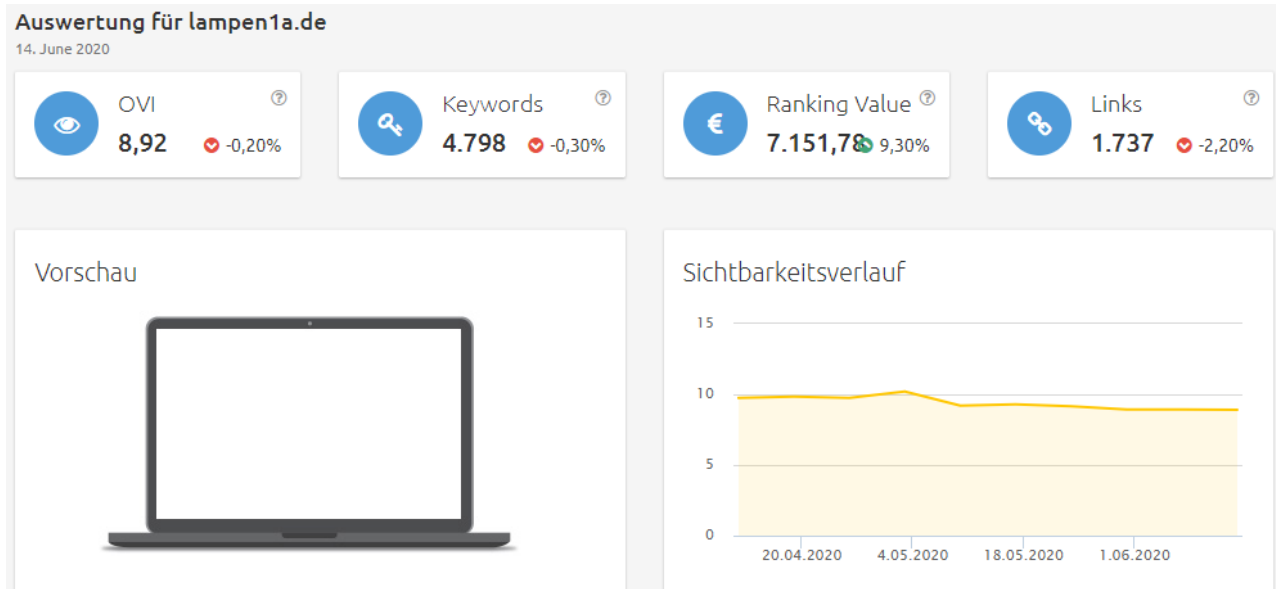 Auswertung für lampen1a.de
14. June 2020
OVI
8,92 -0,20%
Keywords
4.798 -0,30%
Ranking Value
7.151,78 9,30%
Links
1.737 -2,20%
Vorschau
Sichtbarkeitsverlauf
15
10
5
0
20.04.2020 4.05.2020 18.05.2020 1.06.2020